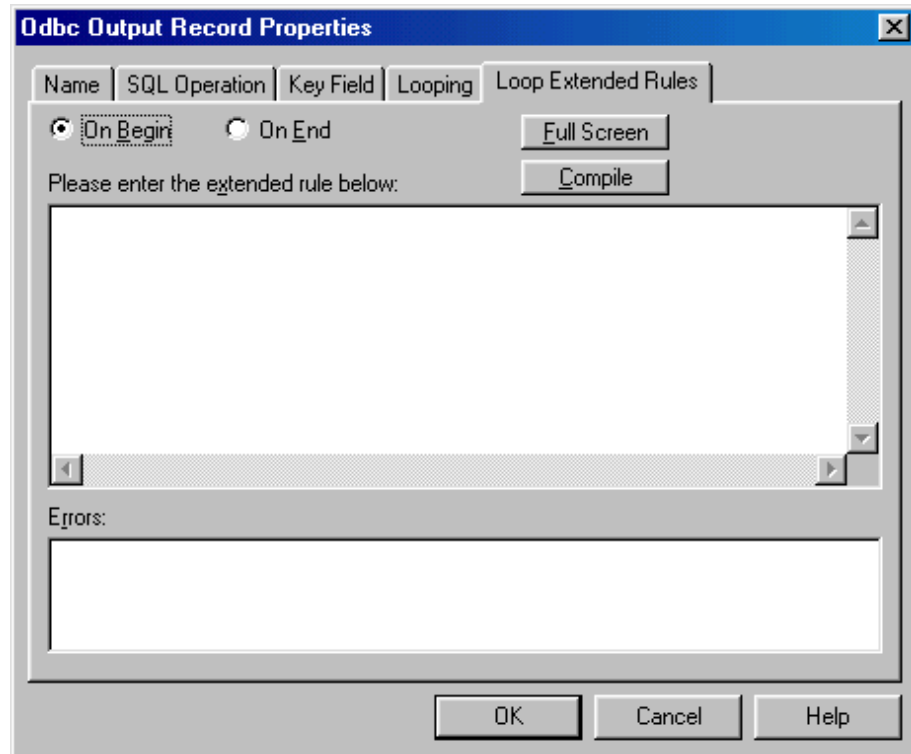 Odbc Output Record Properties
Name SQL Operation Key Field Looping Loop Extended Rules
On Begin On End Full Screen
Please enter the extended rule below: Compile
Errors:
OK Cancel Help